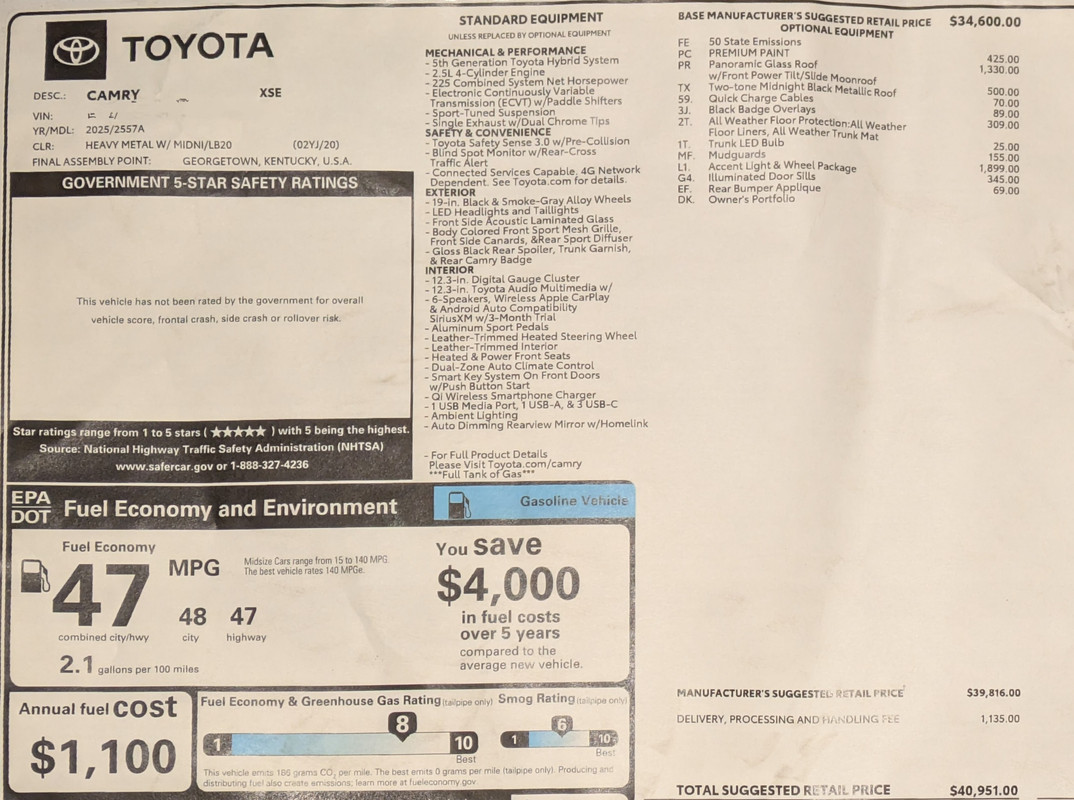 TOYOTA
DESC.: CAMRY XSE
VIN:
YR/MDL: 2025/2557A
CLR: HEAVY METAL W/ MIDNI/LB20 (02YJ/20)
FINAL ASSEMBLY POINT: GEORGETOWN, KENTUCKY, U.S.A.
GOVERNMENT 5-STAR SAFETY RATINGS
This vehicle has not been rated by the government for overall
vehicle score, frontal crash, side crash or rollover risk.
Star ratings range from 1 to 5 stars (★★★★★) with 5 being the highest.
Source: National Highway Traffic Safety Administration (NHTSA)
www.safercar.gov or 1-888-327-4236
STANDARD EQUIPMENT
UNLESS REPLACED BY OPTIONAL EQUIPMENT
MECHANICAL & PERFORMANCE
- 5th Generation Toyota Hybrid System
- 2.5L 4-Cylinder Engine
- 225 Combined System Net Horsepower
- Electronic Continuously Variable
Transmission (ECVT) w/Paddle Shifters
- Sport-Tuned Suspension
- Single Exhaust w/Dual Chrome Tips
SAFETY & CONVENIENCE
- Toyota Safety Sense 3.0 w/Pre-Collision
- Blind Spot Monitor w/Rear-Cross
Traffic Alert
- Connected Services Capable. 4G Network
Dependent. See Toyota.com for details.
EXTERIOR
- 19-in. Black & Smoke-Gray Alloy Wheels
- LED Headlights and Taillights
- Front Side Acoustic Laminated Glass
- Body Colored Front Sport Mesh Grille,
Front Side Canards, &Rear Sport Diffuser
- Gloss Black Rear Spoiler, Trunk Garnish,
& Rear Camry Badge
INTERIOR
- 12.3-in. Digital Gauge Cluster
- 12.3-in. Toyota Audio Multimedia w/
- 6-Speakers, Wireless Apple CarPlay
& Android Auto Compatibility
SiriusXM w/3-Month Trial
- Aluminum Sport Pedals
- Leather-Trimmed Heated Steering Wheel
- Leather-Trimmed Interior
- Heated & Power Front Seats
- Dual-Zone Auto Climate Control
- Smart Key System On Front Doors
w/Push Button Start
- QI Wireless Smartphone Charger
- 1 USB Media Port, 1 USB-A, & 3 USB-C
- Ambient Lighting
- Auto Dimming Rearview Mirror w/Homelink
- For Full Product Details
Please Visit Toyota.com/camry
***Full Tank of Gas***
BASE MANUFACTURER'S SUGGESTED RETAIL PRICE $34,600.00
OPTIONAL EQUIPMENT
FE 50 State Emissions
PC PREMIUM PAINT 425.00
PR Panoramic Glass Roof 1,330.00
w/Front Power Tilt/Slide Moonroof
TX Two-tone Midnight Black Metallic Roof 500.00
59. Quick Charge Cables 70.00
3J. Black Badge Overlays 89.00
2T. All Weather Floor Protection:All Weather 309.00
Floor Liners, All Weather Trunk Mat
1T. Trunk LED Bulb 25.00
MF. Mudguards 155.00
L1. Accent Light & Wheel Package 1,899.00
G4. Illuminated Door Sills 345.00
EF. Rear Bumper Applique 69.00
DK. Owner's Portfolio
EPA
DOT Fuel Economy and Environment
Gasoline Vehicle
Fuel Economy
47 MPG
Midsize Cars range from 15 to 140 MPG.
The best vehicle rates 140 MPGe.
48 47
combined city/hwy city highway
2.1 gallons per 100 miles
You save
$4,000
in fuel costs
over 5 years
compared to the
average new vehicle.
Annual fuel cost
$1,100
Fuel Economy & Greenhouse Gas Rating (tailpipe only)
8
1 10
Best
Smog Rating (tailpipe only)
6
1 10
Best
This vehicle emits 186 grams CO2 per mile. The best emits 0 grams per mile (tailpipe only). Producing and
distributing fuel also create emissions; learn more at fueleconomy.gov
MANUFACTURER'S SUGGESTED RETAIL PRICE $39,816.00
DELIVERY, PROCESSING AND HANDLING FEE 1,135.00
TOTAL SUGGESTED RETAIL PRICE $40,951.00